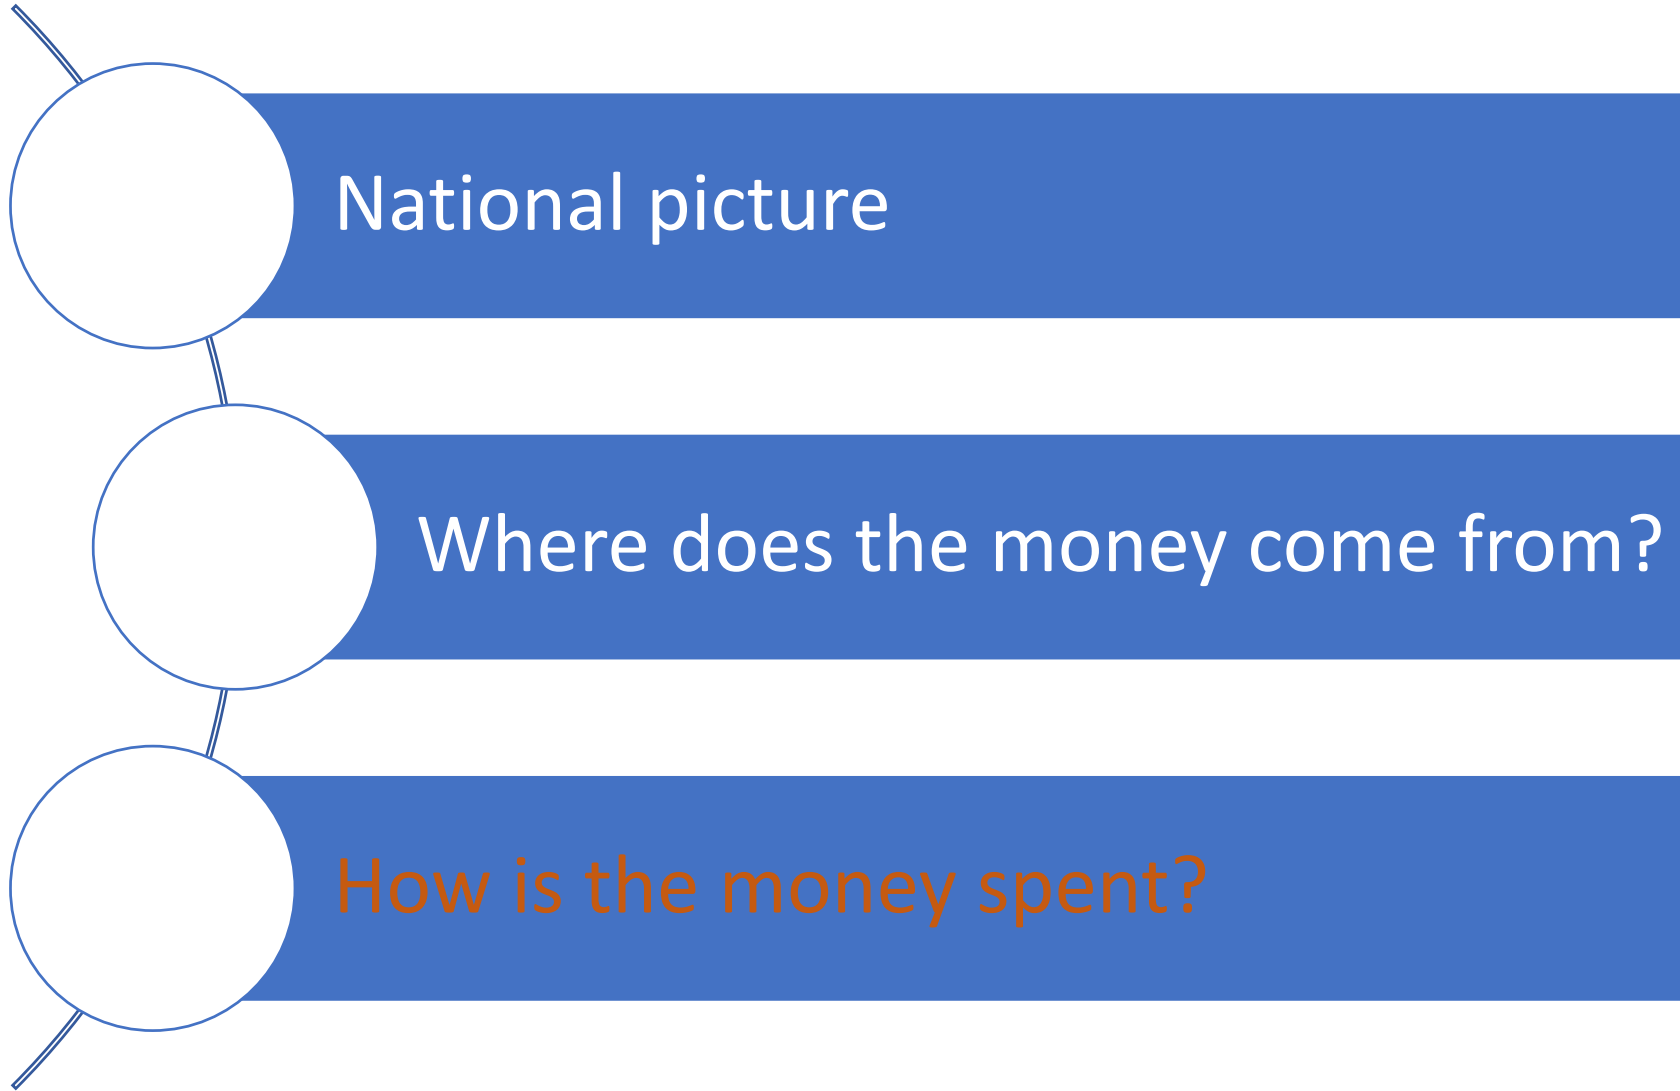 National picture
Where does the money come from?
How is the money spent?